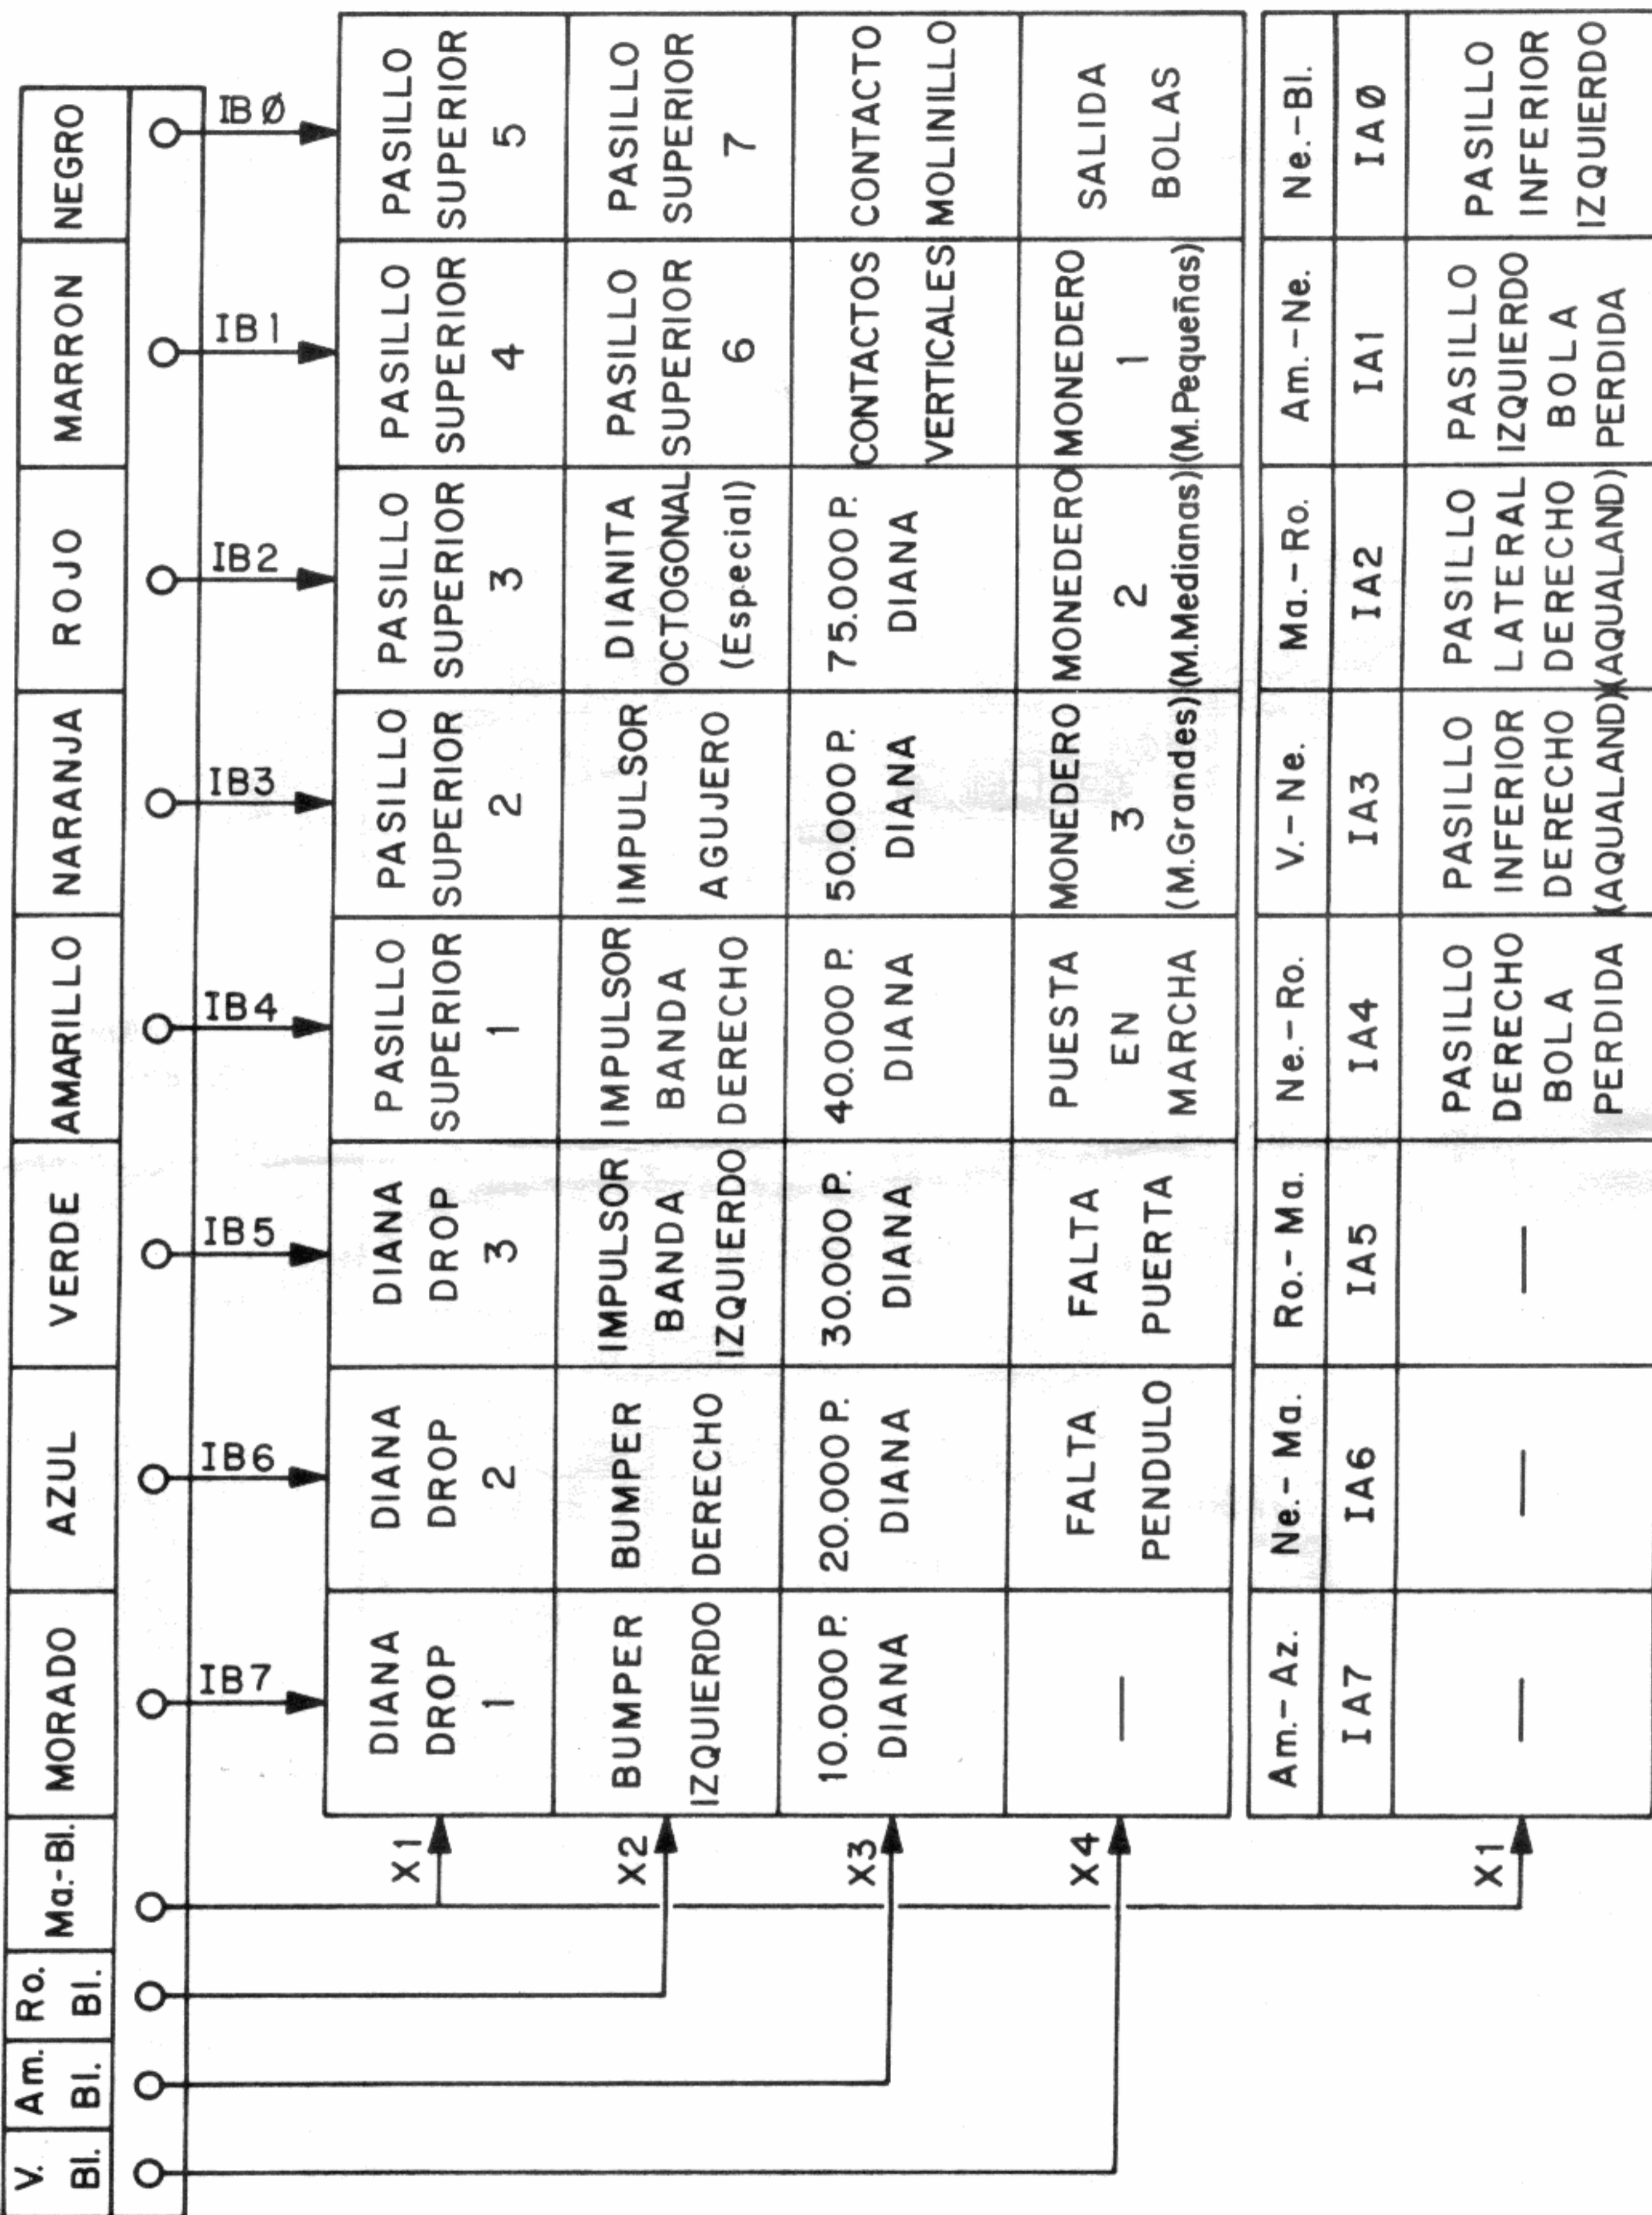 V.
Bl.
Am.
Bl.
Ro.
Bl.
Ma.-Bl.
MORADO
AZUL
VERDE
AMARILLO
NARANJA
ROJO
MARRON
NEGRO
IB7
IB6
IB5
IB4
IB3
IB2
IB1
IBØ
X1
DIANA
DROP
1
DIANA
DROP
2
DIANA
DROP
3
PASILLO
SUPERIOR
1
PASILLO
SUPERIOR
2
PASILLO
SUPERIOR
3
PASILLO
SUPERIOR
4
PASILLO
SUPERIOR
5
X2
BUMPER
IZQUIERDO
BUMPER
DERECHO
IMPULSOR
BANDA
IZQUIERDO
IMPULSOR
BANDA
DERECHO
IMPULSOR
AGUJERO
DIANITA
OCTOGONAL
(Especial)
PASILLO
SUPERIOR
6
PASILLO
SUPERIOR
7
X3
10.000 P.
DIANA
20.000 P.
DIANA
30.000 P.
DIANA
40.000 P.
DIANA
50.000 P.
DIANA
75.000 P.
DIANA
CONTACTOS
VERTICALES
CONTACTO
MOLINILLO
X4
—
FALTA
PENDULO
FALTA
PUERTA
PUESTA
EN
MARCHA
MONEDERO
3
(M.Grandes)
MONEDERO
2
(M.Medianas)
MONEDERO
1
(M.Pequeñas)
SALIDA
BOLAS
Am.-Az.
Ne.-Ma.
Ro.-Ma.
Ne.-Ro.
V.-Ne.
Ma.-Ro.
Am.-Ne.
Ne.-Bl.
IA7
IA6
IA5
IA4
IA3
IA2
IA1
IAØ
X1
—
—
—
PASILLO
DERECHO
BOLA
PERDIDA
PASILLO
INFERIOR
DERECHO
(AQUALAND)
PASILLO
LATERAL
DERECHO
(AQUALAND)
PASILLO
IZQUIERDO
BOLA
PERDIDA
PASILLO
INFERIOR
IZQUIERDO